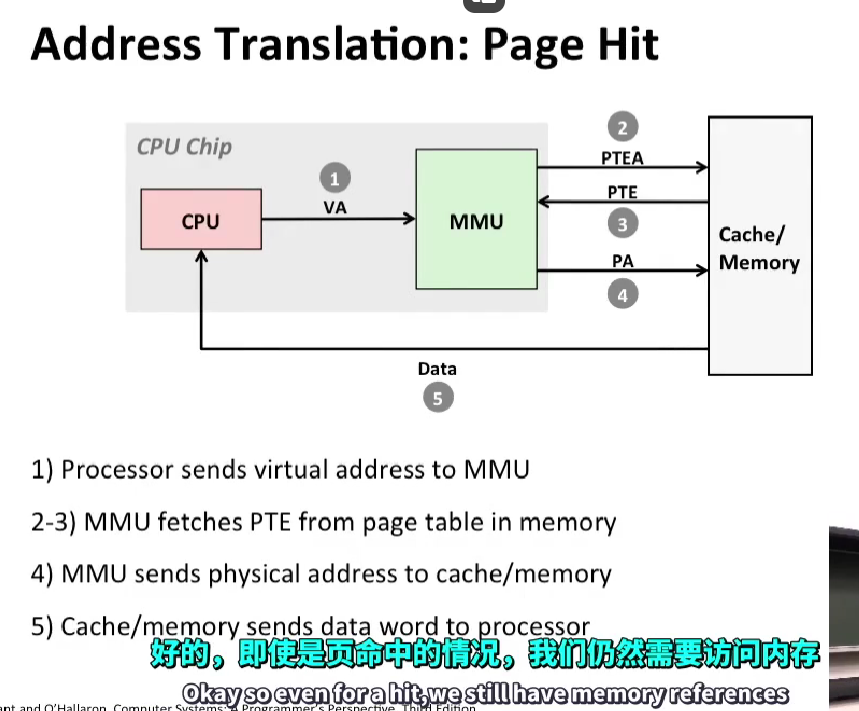 Address Translation: Page Hit
CPU Chip
2
PTEA
1
VA
CPU
MMU
PTE
3
Cache/
Memory
PA
4
Data
5
1) Processor sends virtual address to MMU
2-3) MMU fetches PTE from page table in memory
4) MMU sends physical address to cache/memory
5) Cache/memory sends data word to processor
好的，即使是页命中的情况，我们仍然需要访问内存
Okay so even for a hit, we still have memory references
and O'Hallaron, Computer Systems: A Programmer's Perspective, Third Edition